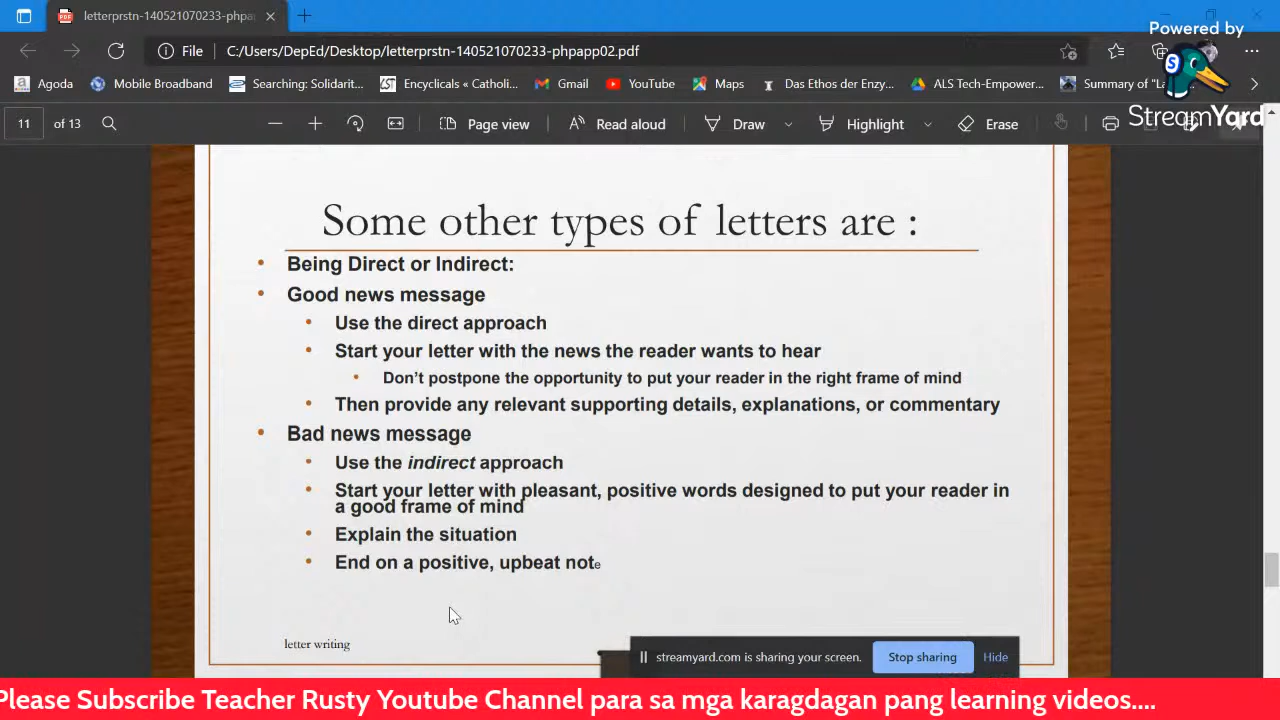 letterprstn-140521070233-phpap
Powered by
File
C:/Users/DepEd/Desktop/letterprstn-140521070233-phpapp02.pdf
Agoda
Mobile Broadband
Searching: Solidarit...
Encyclicals « Catholi...
Gmail
YouTube
Maps
Das Ethos der Enzy...
ALS Tech-Empower...
Summary of
StreamYard
11 of 13
Page view
Read aloud
Draw
Highlight
Erase
Some other types of letters are :
• Being Direct or Indirect:
• Good news message
• Use the direct approach
• Start your letter with the news the reader wants to hear
• Don't postpone the opportunity to put your reader in the right frame of mind
• Then provide any relevant supporting details, explanations, or commentary
• Bad news message
• Use the indirect approach
• Start your letter with pleasant, positive words designed to put your reader in
a good frame of mind
• Explain the situation
• End on a positive, upbeat note
letter writing
streamyard.com is sharing your screen.
Stop sharing
Hide
Please Subscribe Teacher Rusty Youtube Channel para sa mga karagdagan pang learning videos....